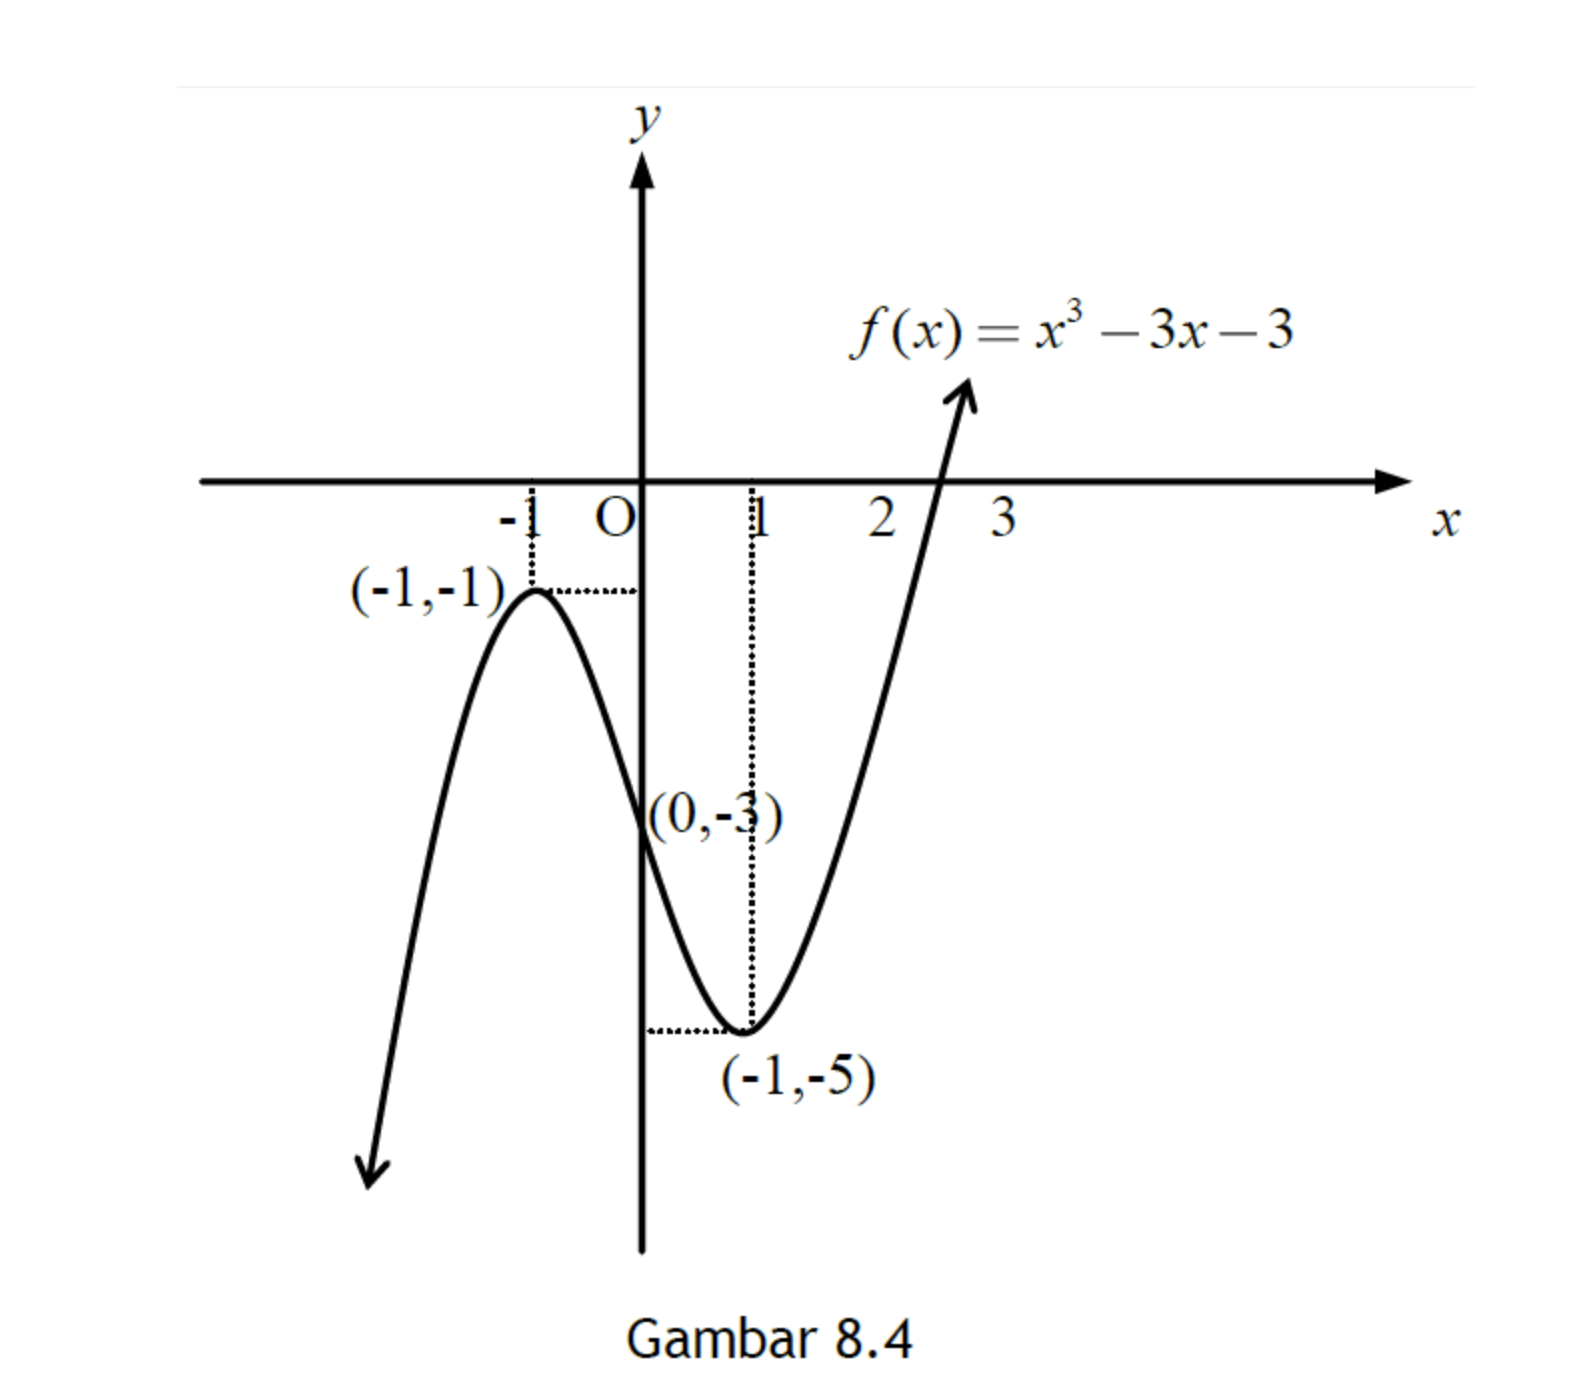 y
f(x) = x³ − 3x − 3
-1 O 1 2 3 x
(-1,-1)
(0,-3)
(-1,-5)
Gambar 8.4